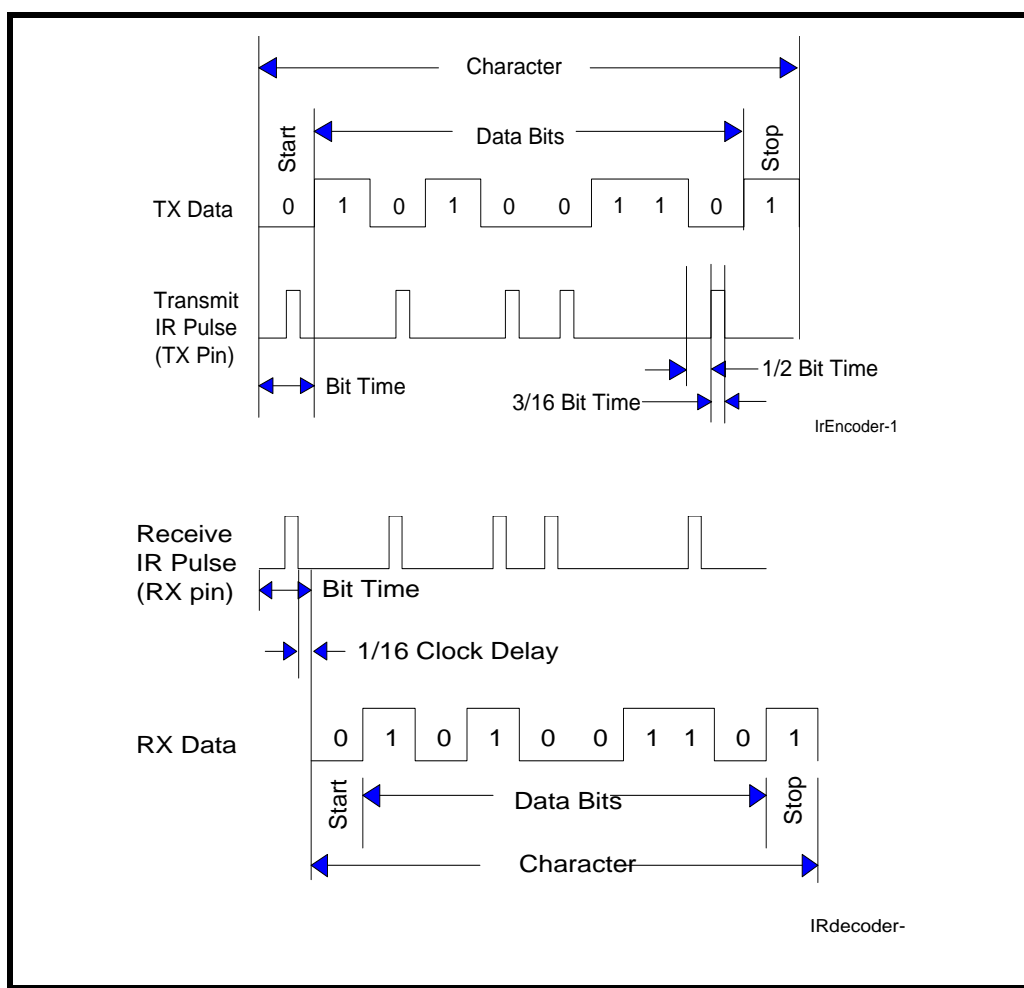 Character
Start
Data Bits
Stop
TX Data
0 1 0 1 0 0 1 1 0 1
Transmit
IR Pulse
(TX Pin)
Bit Time
1/2 Bit Time
3/16 Bit Time
IrEncoder-1
Receive
IR Pulse
(RX pin)
Bit Time
1/16 Clock Delay
RX Data
0 1 0 1 0 0 1 1 0 1
Start
Data Bits
Stop
Character
IRdecoder-